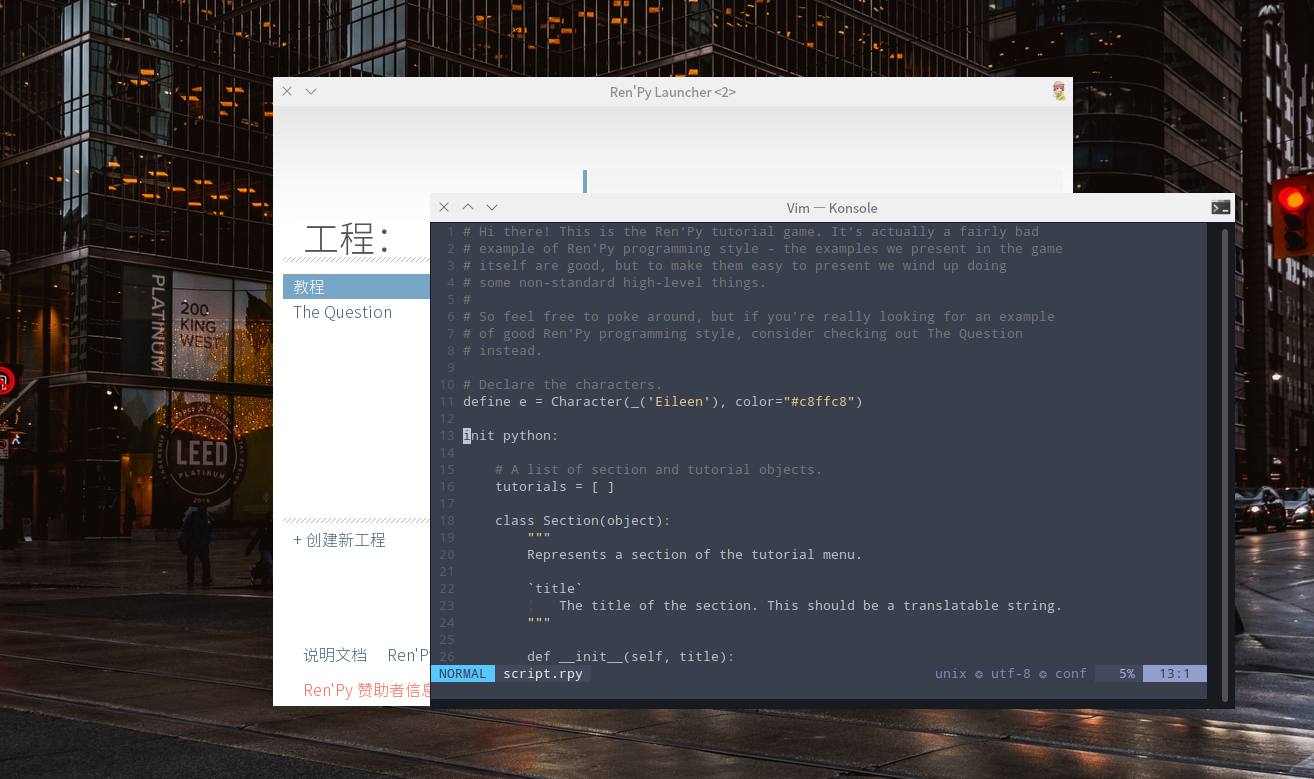 Ren'Py Launcher <2>
工程：
教程
The Question
+ 创建新工程
说明文档 Ren'Py
Ren'Py 赞助者信息
Vim — Konsole
1 # Hi there! This is the Ren'Py tutorial game. It's actually a fairly bad
2 # example of Ren'Py programming style - the examples we present in the game
3 # itself are good, but to make them easy to present we wind up doing
4 # some non-standard high-level things.
5 #
6 # So feel free to poke around, but if you're really looking for an example
7 # of good Ren'Py programming style, consider checking out The Question
8 # instead.
9
10 # Declare the characters.
11 define e = Character(_('Eileen'), color="#c8ffc8")
12
13 init python:
14
15     # A list of section and tutorial objects.
16     tutorials = [ ]
17
18     class Section(object):
19         """
20         Represents a section of the tutorial menu.
21
22         `title`
23         ¦   The title of the section. This should be a translatable string.
24         """
25
26         def __init__(self, title):
NORMAL script.rpy unix utf-8 conf 5% 13:1
PLATINUM
200
KING
WEST
LEED
PLATINUM
2016